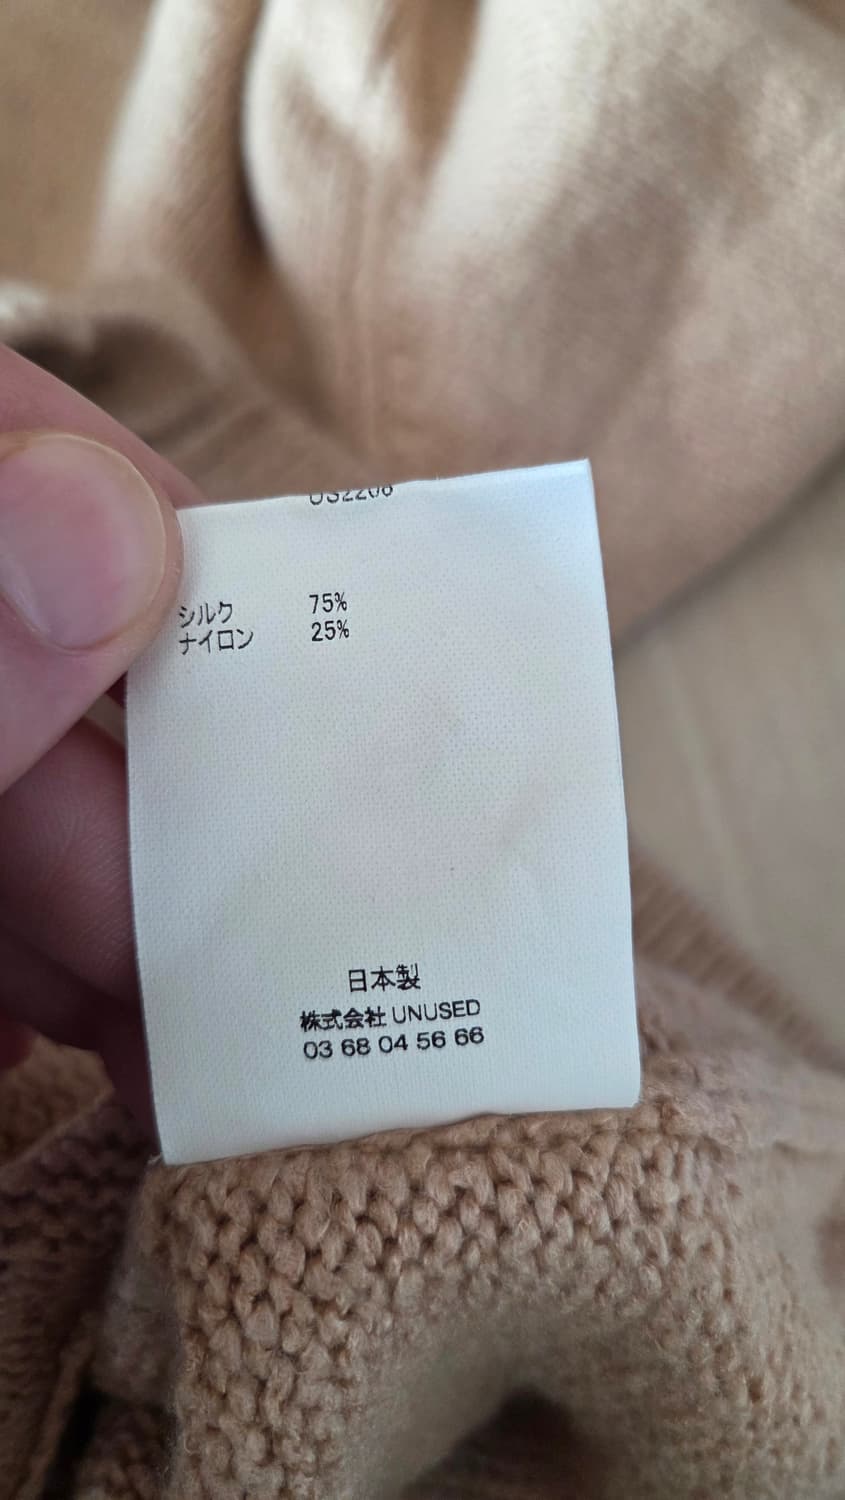 US2206
シルク 75%
ナイロン 25%
日本製
株式会社 UNUSED
03 68 04 56 66